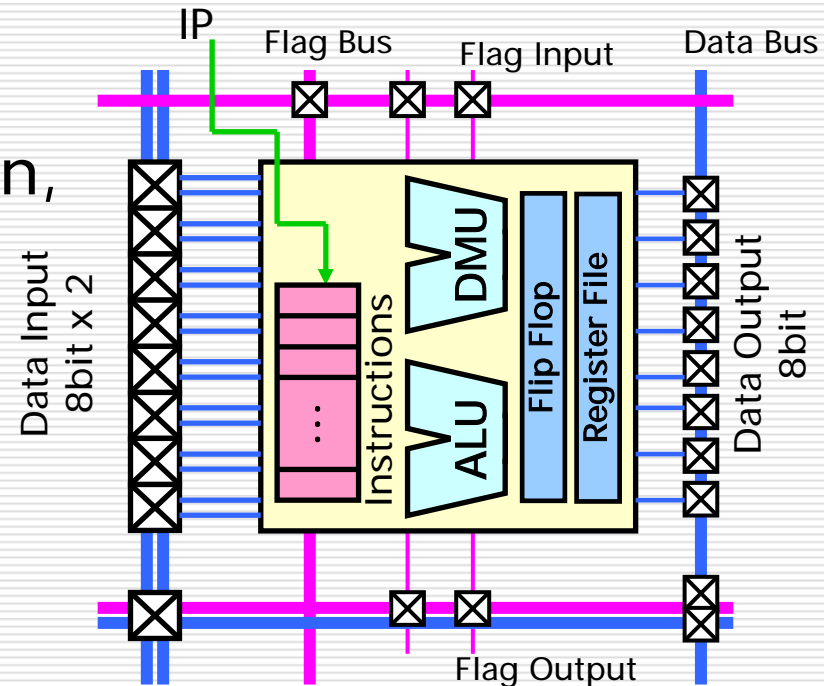 IP
Flag Bus
Flag Input
Data Bus
n,
Data Input
8bit x 2
Instructions
DMU
ALU
Flip Flop
Register File
Data Output
8bit
Flag Output